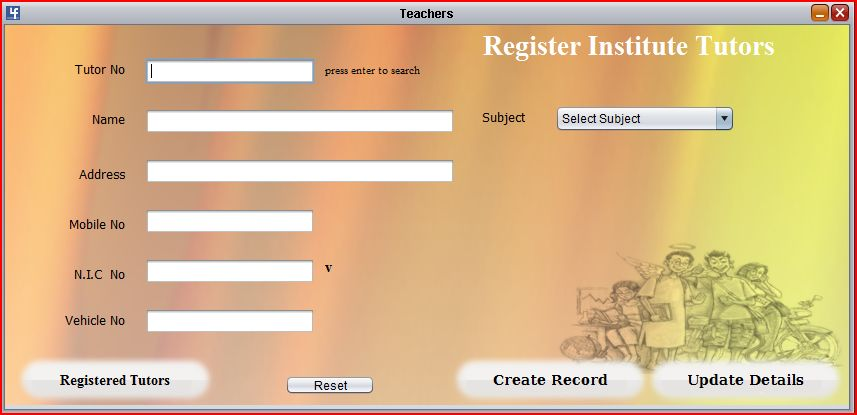 Teachers
Register Institute Tutors
Tutor No
press enter to search
Name
Subject
Select Subject
Address
Mobile No
N.I.C No
v
Vehicle No
Registered Tutors
Reset
Create Record
Update Details